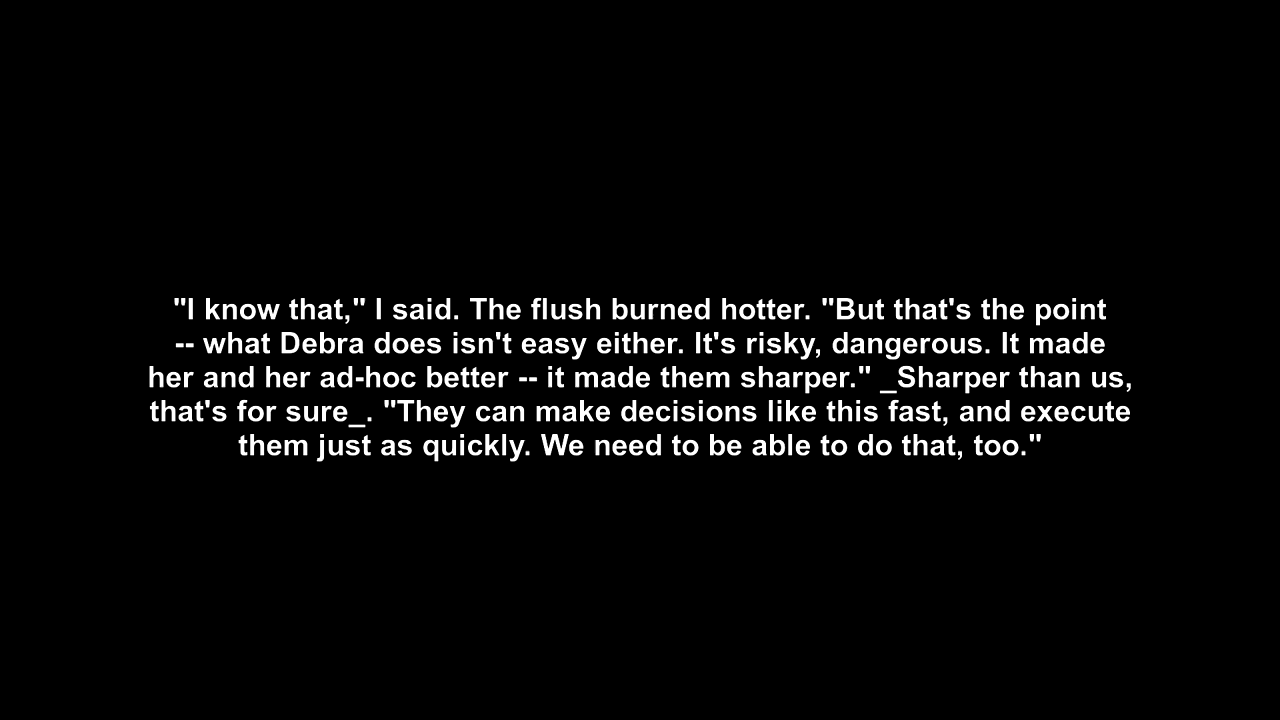 "I know that," I said. The flush burned hotter. "But that's the point
-- what Debra does isn't easy either. It's risky, dangerous. It made
her and her ad-hoc better -- it made them sharper." _Sharper than us,
that's for sure_. "They can make decisions like this fast, and execute
them just as quickly. We need to be able to do that, too."